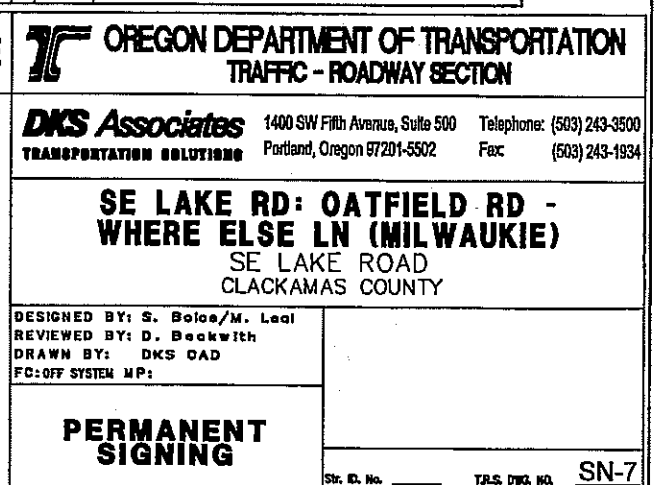 OREGON DEPARTMENT OF TRANSPORTATION
TRAFFIC - ROADWAY SECTION
DKS Associates
TRANSPORTATION SOLUTIONS
1400 SW Fifth Avenue, Suite 500
Portland, Oregon 97201-5502
Telephone: (503) 243-3500
Fax: (503) 243-1934
SE LAKE RD: OATFIELD RD -
WHERE ELSE LN (MILWAUKIE)
SE LAKE ROAD
CLACKAMAS COUNTY
DESIGNED BY: S. Boice/M. Leal
REVIEWED BY: D. Beckwith
DRAWN BY: DKS CAD
FC:OFF SYSTEM MP:
PERMANENT
SIGNING
Str. ID. No.
T.R.S. DWG. NO. SN-7